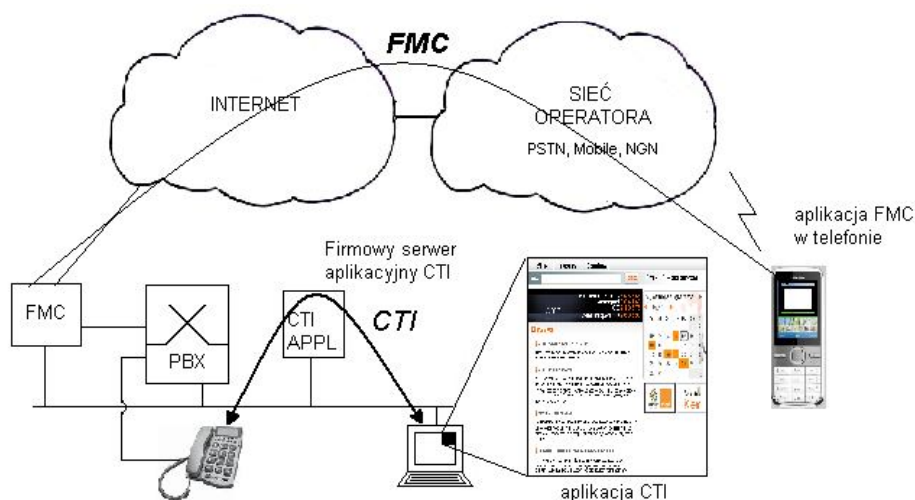 FMC
INTERNET
SIEĆ
OPERATORA
PSTN, Mobile, NGN
aplikacja FMC
w telefonie
Firmowy serwer
aplikacyjny CTI
FMC
PBX
CTI
APPL
CTI
aplikacja CTI